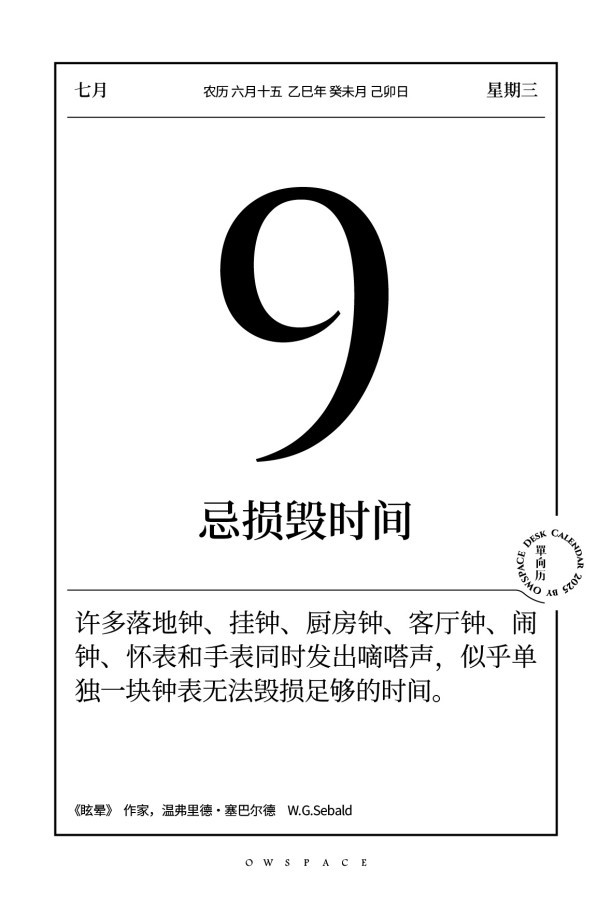 七月
农历 六月十五 乙巳年 癸未月 己卯日
星期三
9
忌损毁时间
OWSPACE DESK CALENDAR 2025 BY
單向历
许多落地钟、挂钟、厨房钟、客厅钟、闹
钟、怀表和手表同时发出嘀嗒声，似乎单
独一块钟表无法毁损足够的时间。
《眩晕》 作家，温弗里德·塞巴尔德 W.G.Sebald
OWSPACE